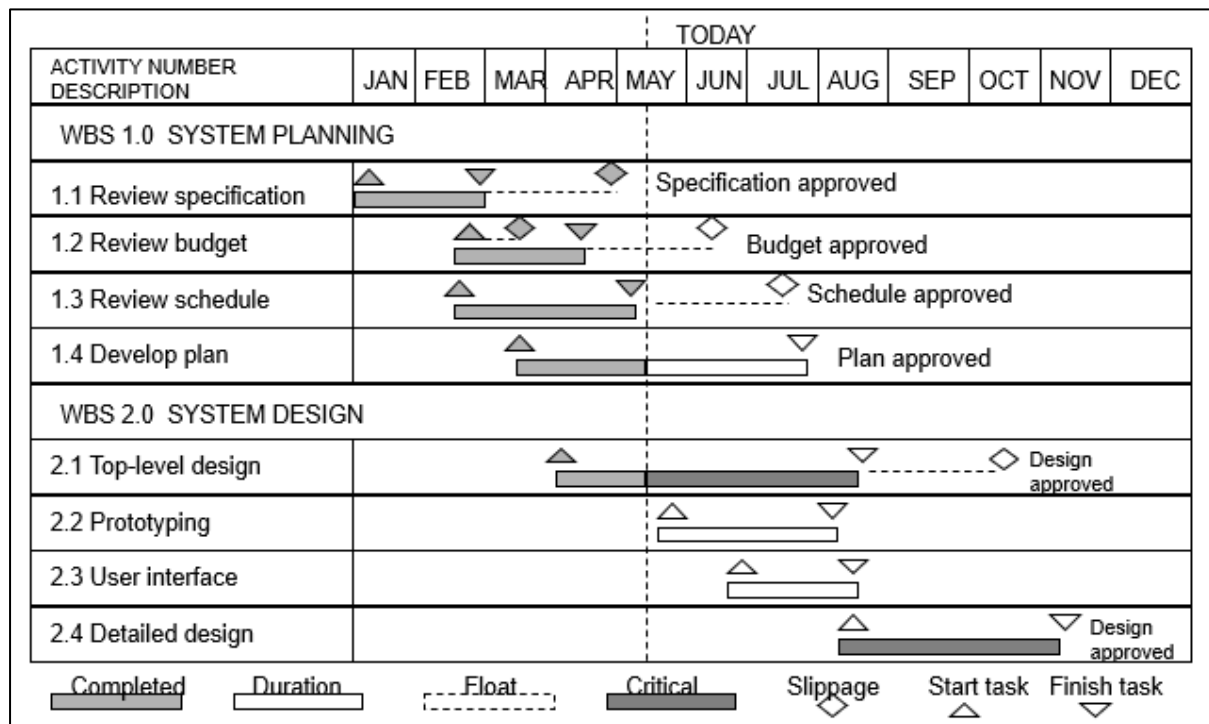 TODAY
ACTIVITY NUMBER
DESCRIPTION
JAN FEB MAR APR MAY JUN JUL AUG SEP OCT NOV DEC
WBS 1.0 SYSTEM PLANNING
1.1 Review specification
Specification approved
1.2 Review budget
Budget approved
1.3 Review schedule
Schedule approved
1.4 Develop plan
Plan approved
WBS 2.0 SYSTEM DESIGN
2.1 Top-level design
Design
approved
2.2 Prototyping
2.3 User interface
2.4 Detailed design
Design
approved
Completed Duration Float Critical Slippage Start task Finish task